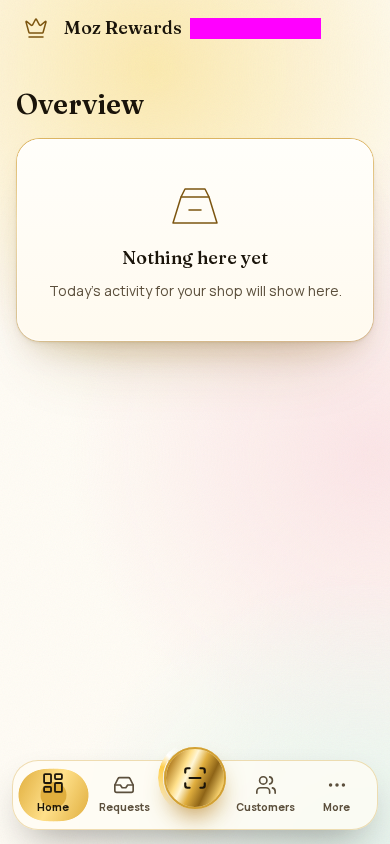 Moz Rewards
Overview
Nothing here yet
Today's activity for your shop will show here.
Home
Requests
Customers
More